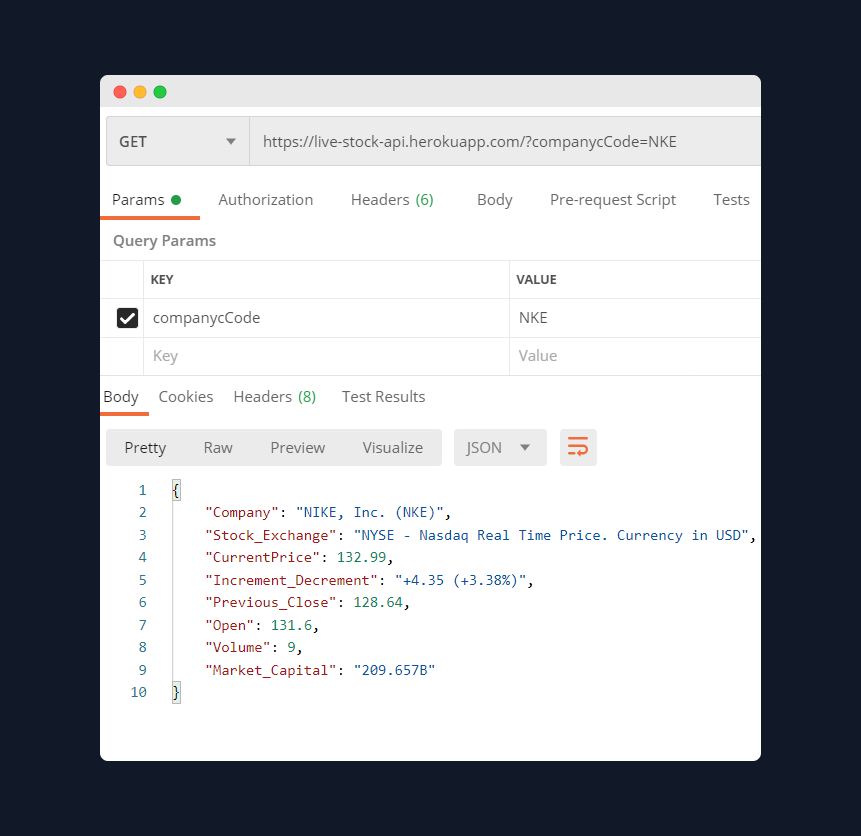 GET https://live-stock-api.herokuapp.com/?companycCode=NKE
Params Authorization Headers (6) Body Pre-request Script Tests
Query Params
KEY VALUE
companycCode NKE
Key Value
Body Cookies Headers (8) Test Results
Pretty Raw Preview Visualize JSON
1 {
2 "Company": "NIKE, Inc. (NKE)",
3 "Stock_Exchange": "NYSE - Nasdaq Real Time Price. Currency in USD",
4 "CurrentPrice": 132.99,
5 "Increment_Decrement": "+4.35 (+3.38%)",
6 "Previous_Close": 128.64,
7 "Open": 131.6,
8 "Volume": 9,
9 "Market_Capital": "209.657B"
10 }